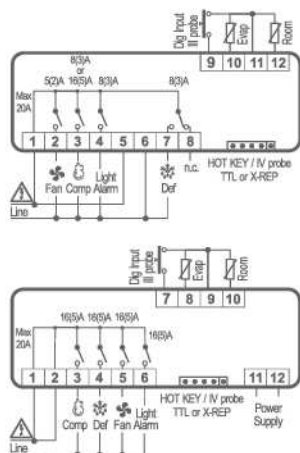 Dig Input
III probe
Evap
Room
9 10 11 12
8(3)A
or
5(2)A 16(5)A 8(3)A 8(3)A
Max
20A
1 2 3 4 5 6 7 8
HOT KEY / IV probe
TTL or X-REP
n.c.
Fan Comp Light
Alarm
Def
Line
Dig Input
III probe
Evap
Room
7 8 9 10
16(5)A 16(5)A 16(5)A
16(5)A
Max
20A
1 2 3 4 5 6
HOT KEY / IV probe
TTL or X-REP
11 12
Comp Def Fan Light
Alarm
Power
Supply
Line